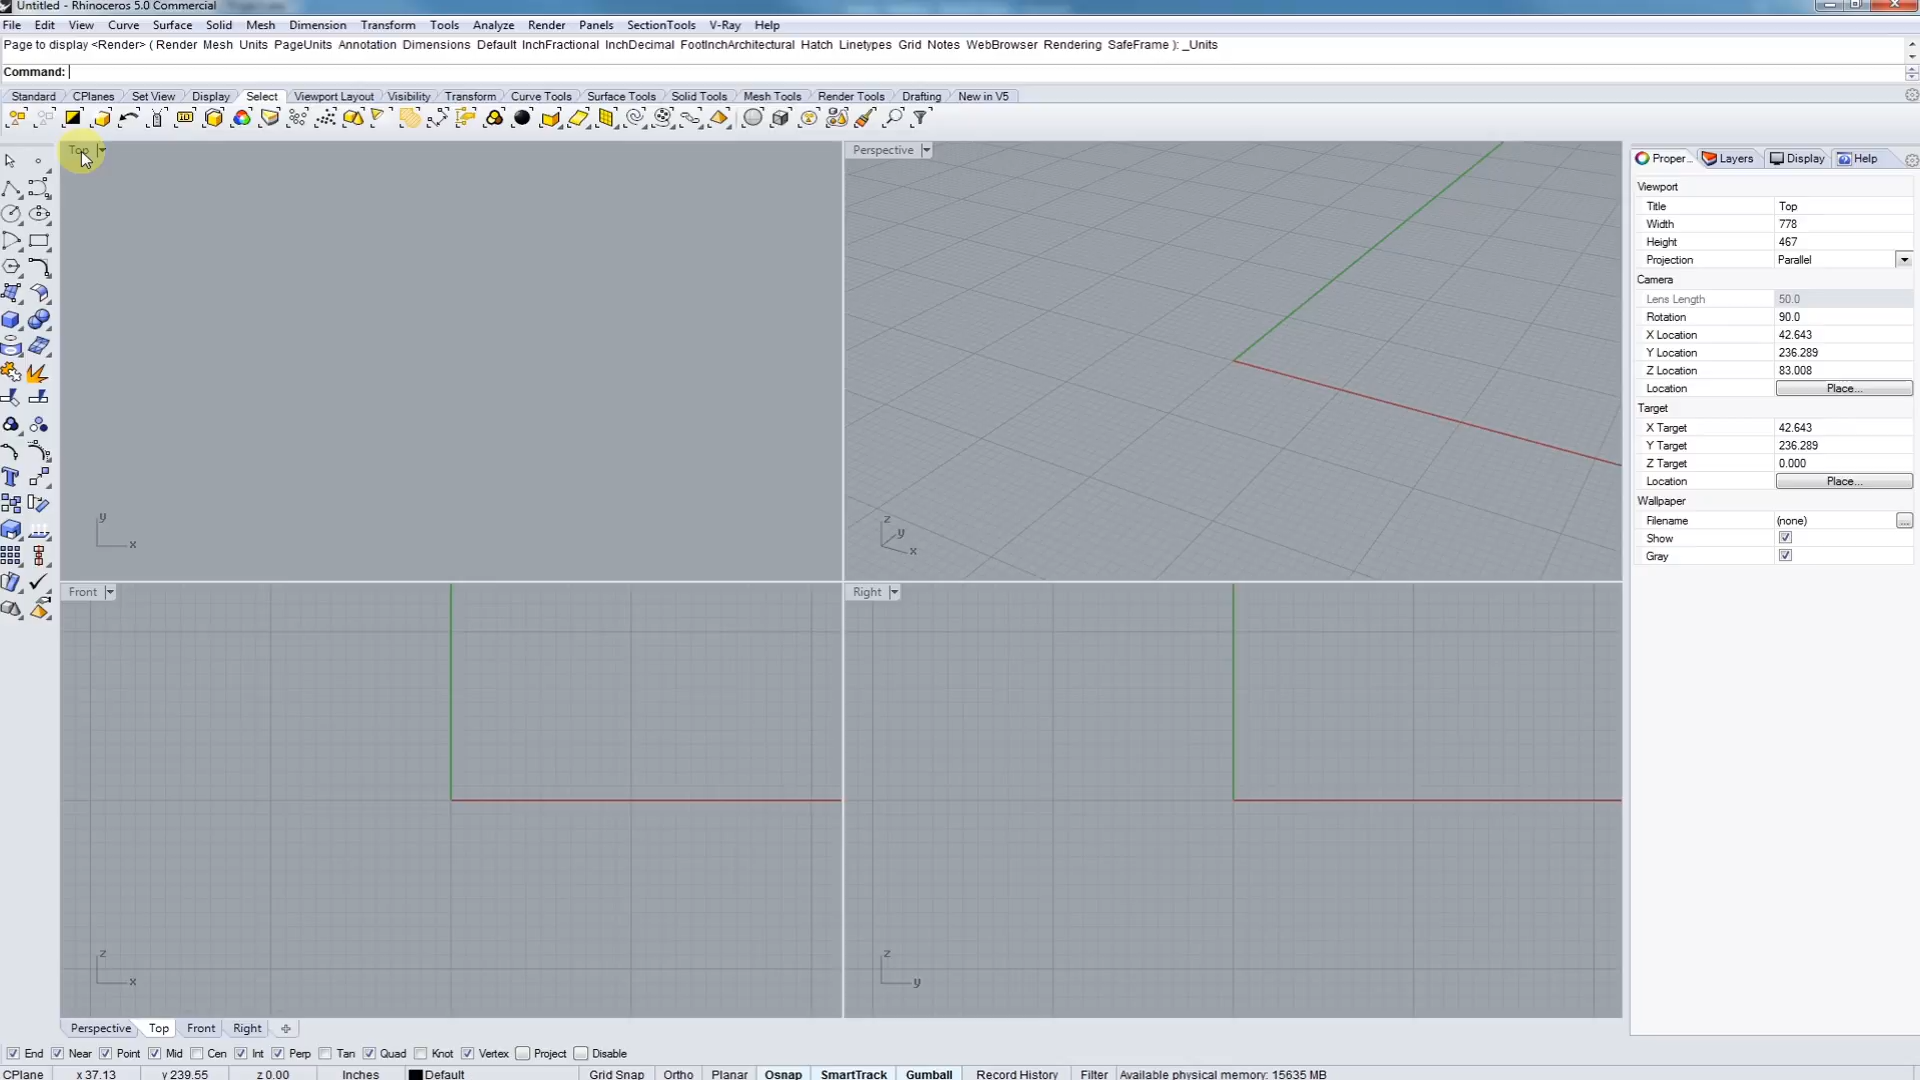 Untitled - Rhinoceros 5.0 Commercial
File Edit View Curve Surface Solid Mesh Dimension Transform Tools Analyze Render Panels SectionTools V-Ray Help
Page to display <Render> ( Render Mesh Units PageUnits Annotation Dimensions Default InchFractional InchDecimal FootInchArchitectural Hatch Linetypes Grid Notes WebBrowser Rendering SafeFrame ): _Units
Command:
Standard CPlanes Set View Display Select Viewport Layout Visibility Transform Curve Tools Surface Tools Solid Tools Mesh Tools Render Tools Drafting New in V5
Top
Perspective
Proper... Layers Display Help
Viewport
Title Top
Width 778
Height 467
Projection Parallel
Camera
Lens Length 50.0
Rotation 90.0
X Location 42.643
Y Location 236.289
Z Location 83.008
Location Place...
Target
X Target 42.643
Y Target 236.289
Z Target 0.000
Location Place...
Wallpaper
Filename (none) ...
Show
Gray
y
x
z
y
x
Front
Right
z
x
z
y
Perspective Top Front Right
End Near Point Mid Cen Int Perp Tan Quad Knot Vertex Project Disable
CPlane x 37.13 y 239.55 z 0.00 Inches Default Grid Snap Ortho Planar Osnap SmartTrack Gumball Record History Filter Available physical memory: 15635 MB